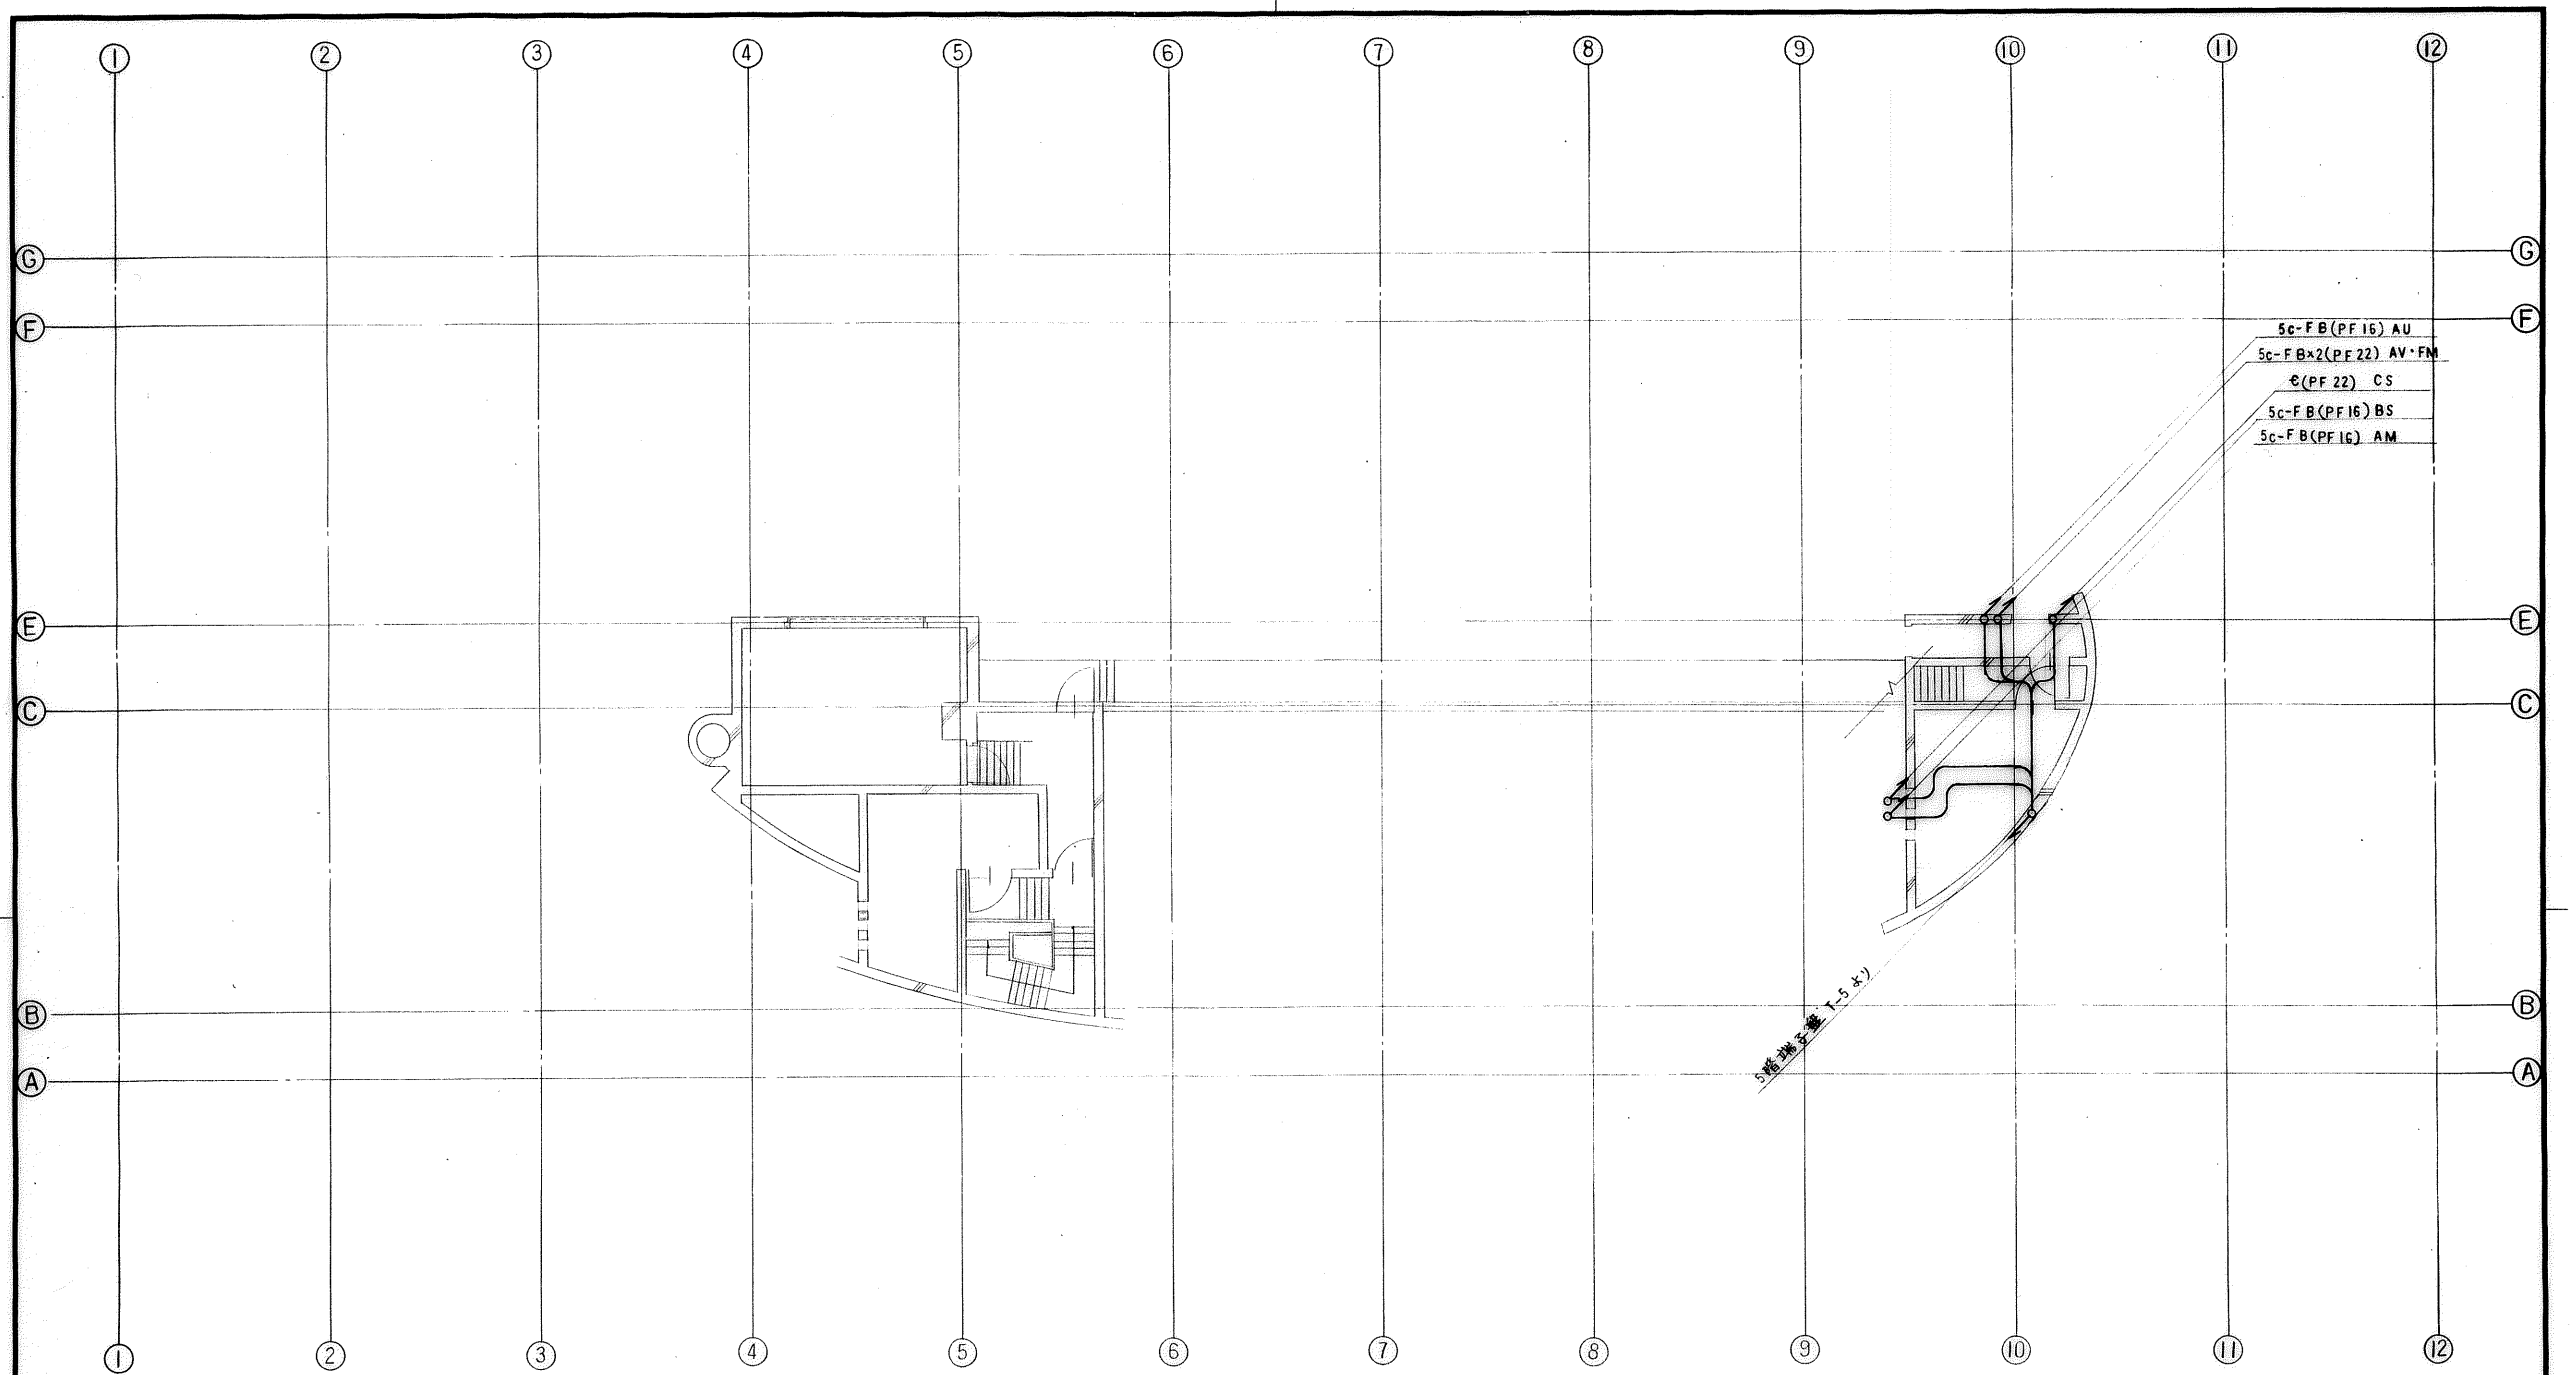 1 2 3 4 5 6 7 8 9 10 11 12
G G
F F
5c-FB(PF16) AU
5c-FB×2(PF22) AV・FM
€(PF 22) CS
5c-FB(PF16)BS
5c-FB(PF16) AM
E E
C C
5階端子盤 T-5 より
B B
A A
1 2 3 4 5 6 7 8 9 10 11 12